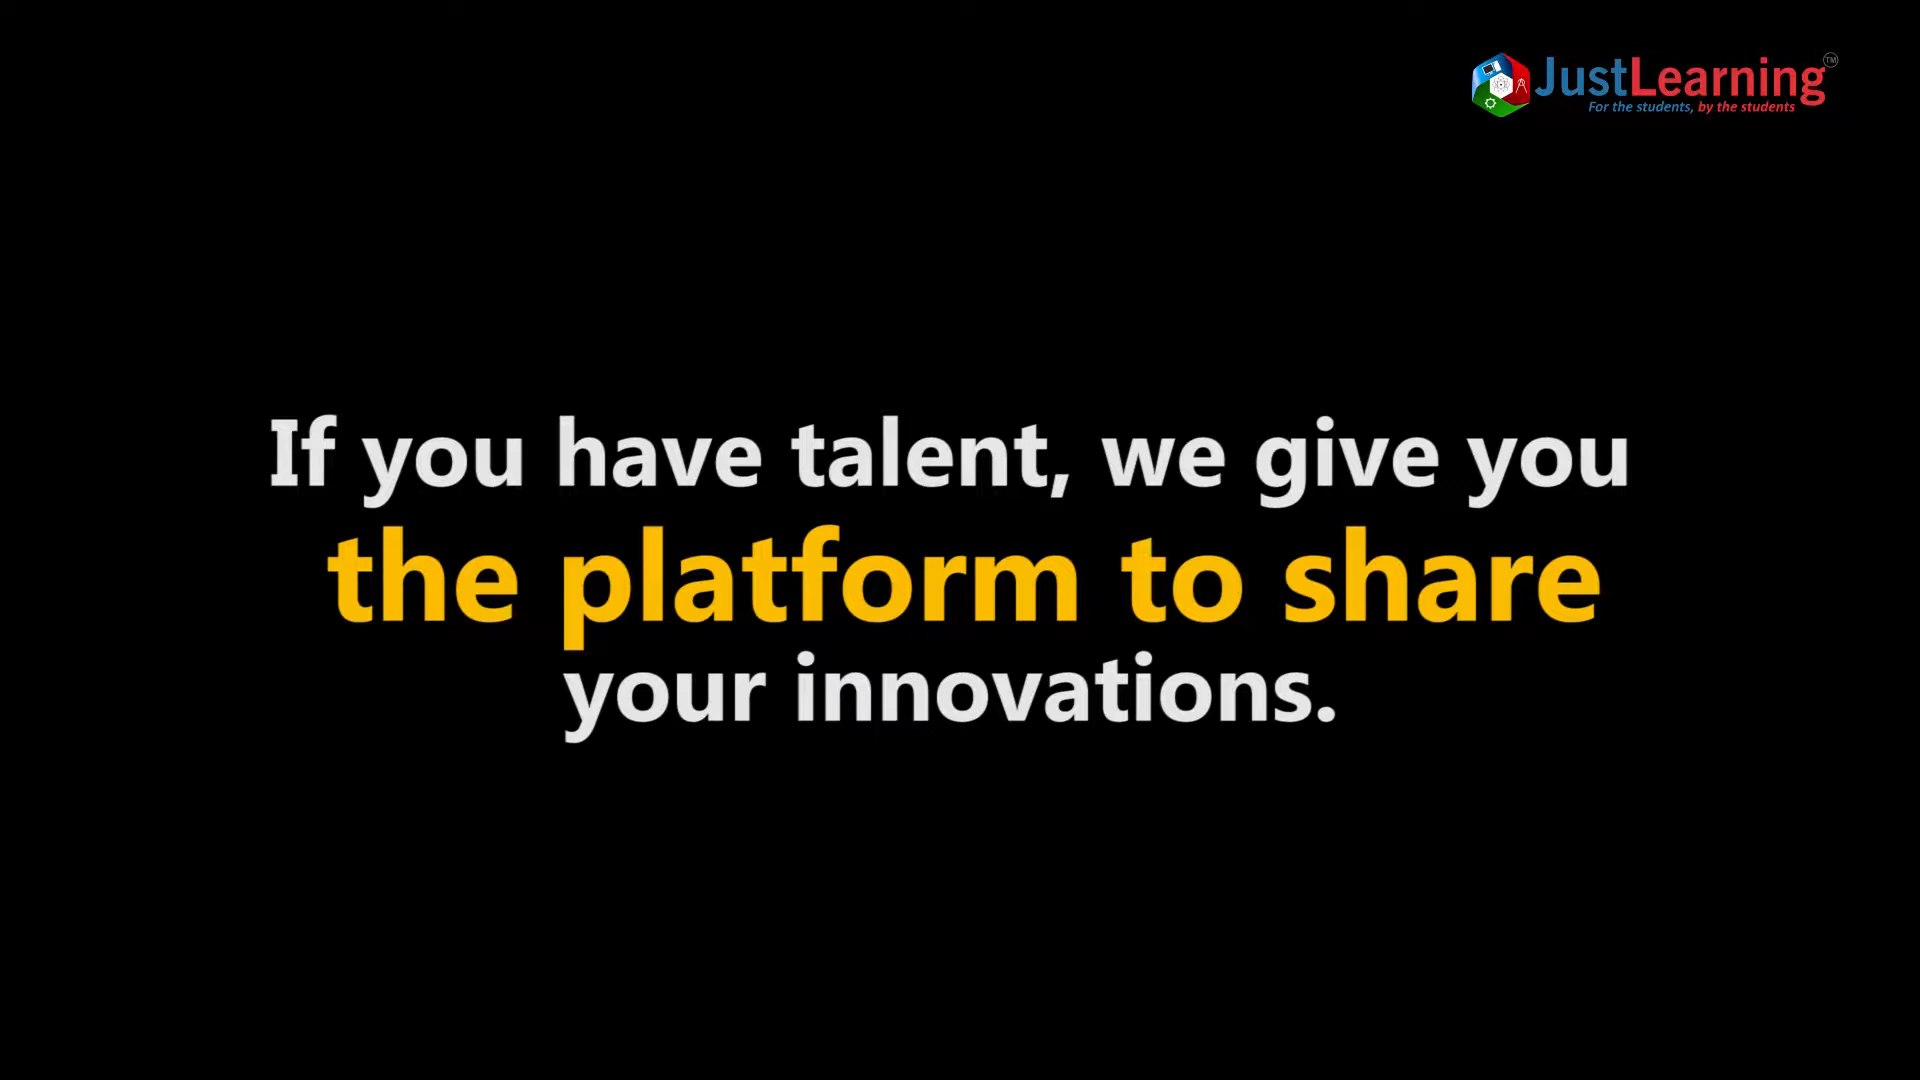 JustLearning™
For the students, by the students
If you have talent, we give you
the platform to share
your innovations.